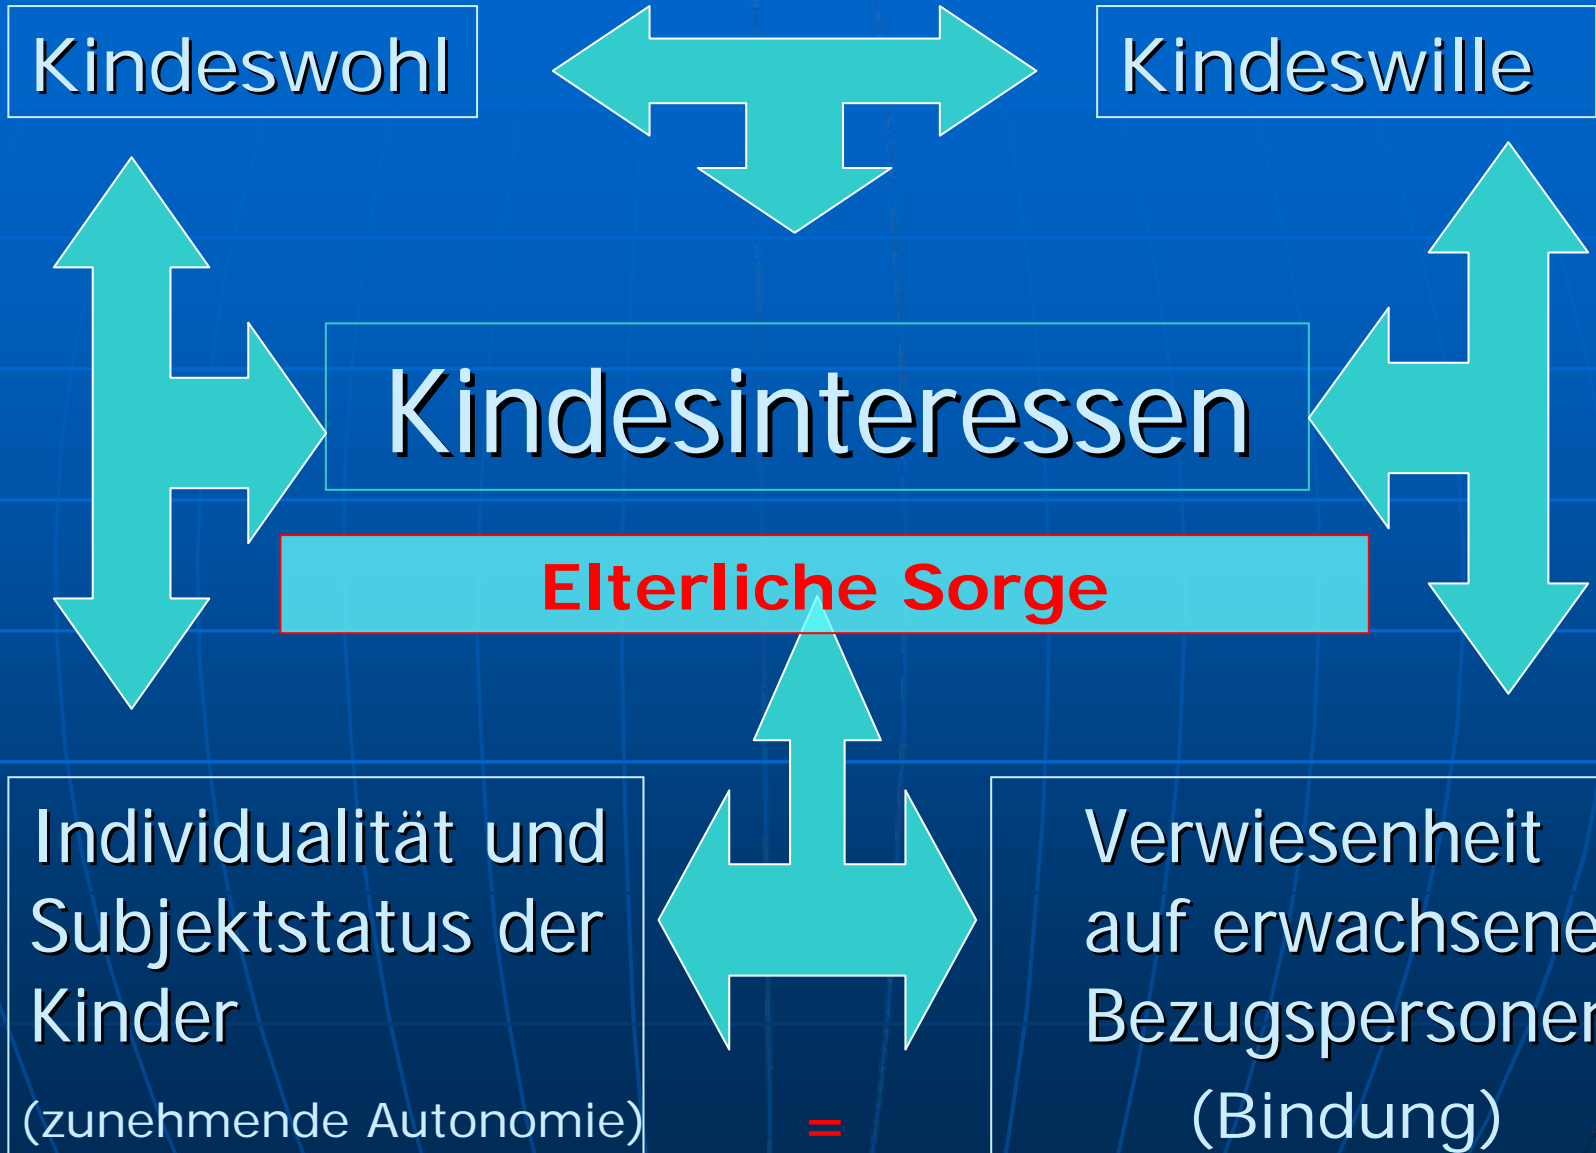 Kindeswohl
Kindeswille
Kindesinteressen
Elterliche Sorge
Individualität und
Subjektstatus der
Kinder
(zunehmende Autonomie)
=
Verwiesenheit
auf erwachsene
Bezugspersonen
(Bindung)